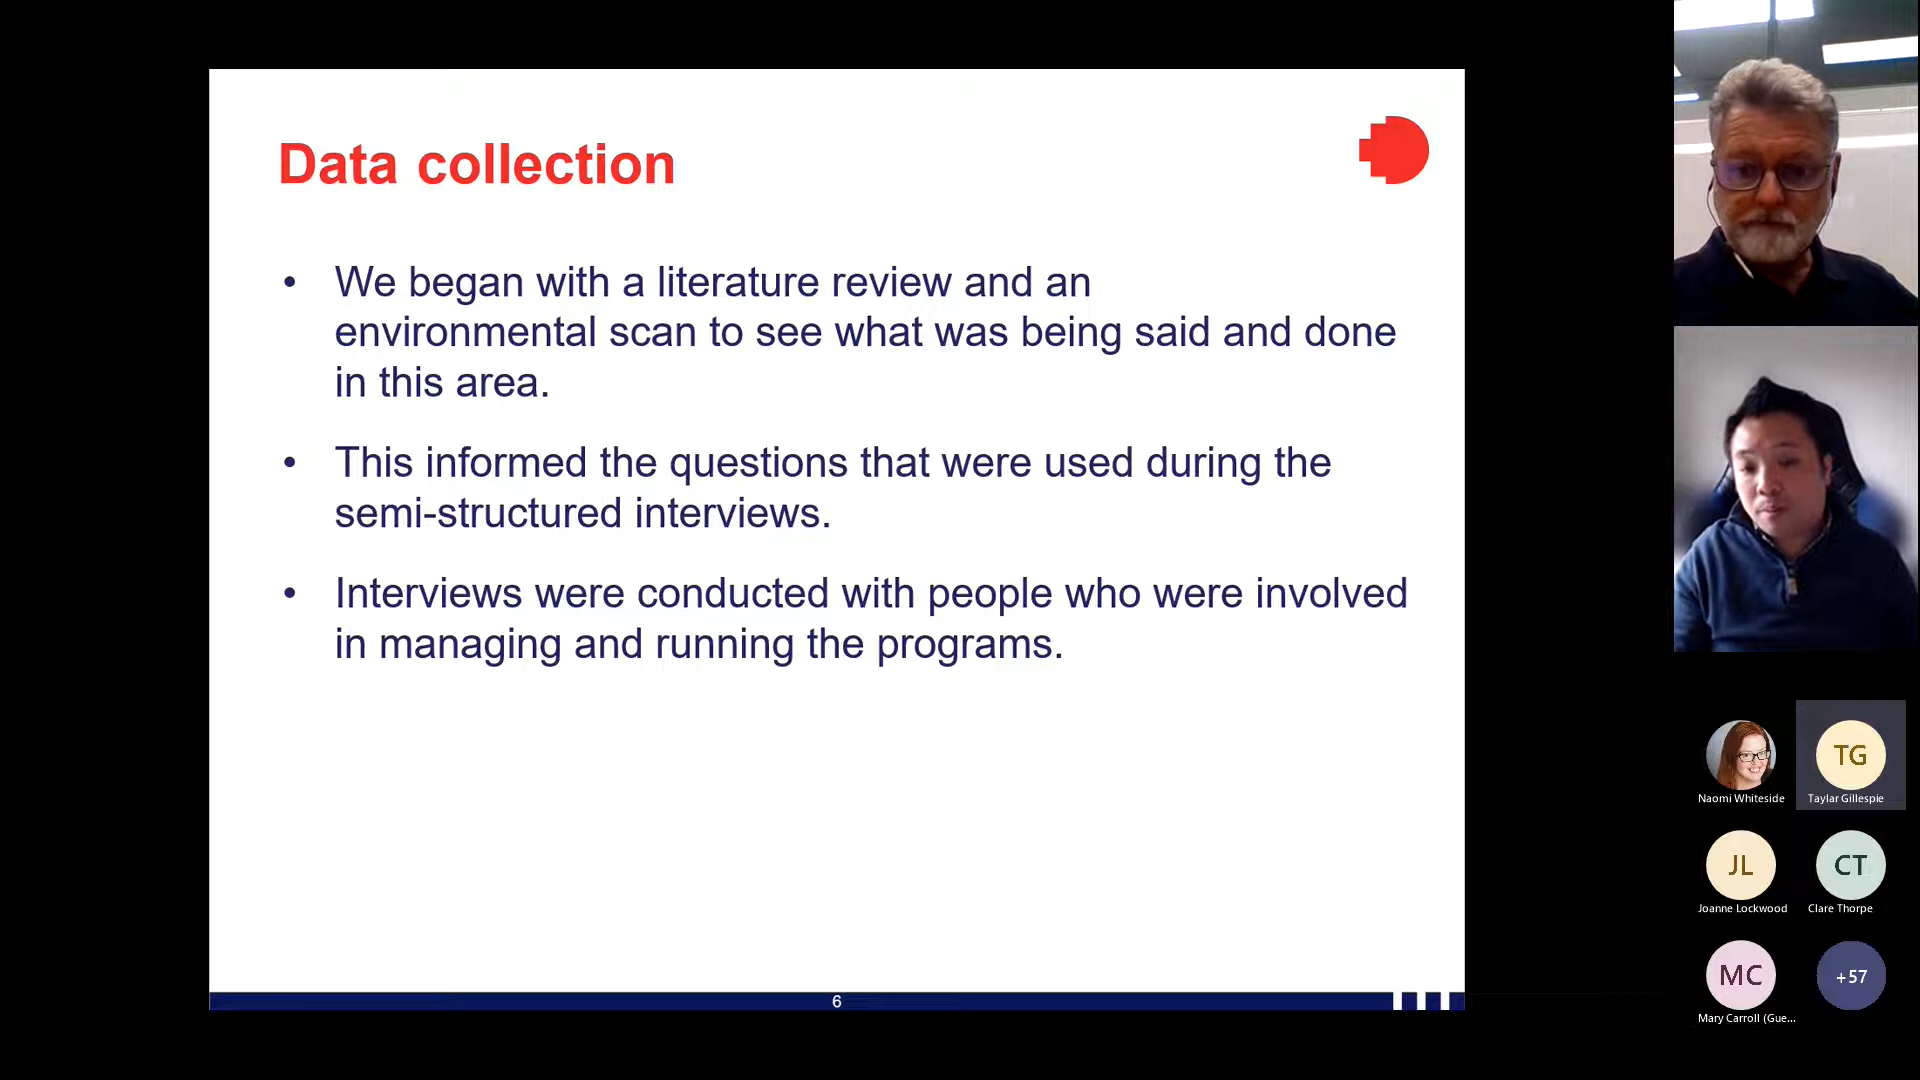 Data collection
• We began with a literature review and an
environmental scan to see what was being said and done
in this area.
• This informed the questions that were used during the
semi-structured interviews.
• Interviews were conducted with people who were involved
in managing and running the programs.
6
TG
Naomi Whiteside
Taylar Gillespie
JL
CT
Joanne Lockwood
Clare Thorpe
MC
+57
Mary Carroll (Gue...